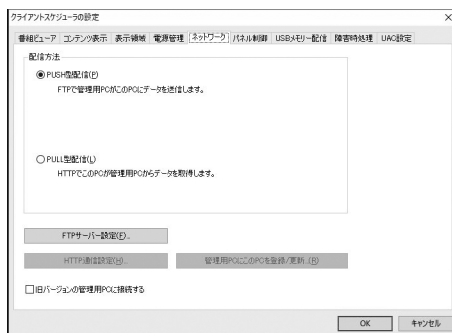 クライアントスケジューラの設定
番組ビューア コンテンツ表示 表示領域 電源管理 ネットワーク パネル制御 USBメモリー配信 障害時処理 UAC設定
配信方法
PUSH型配信(P)
FTPで管理用PCがこのPCにデータを送信します。
PULL型配信(L)
HTTPでこのPCが管理用PCからデータを取得します。
FTPサーバー設定(F)...
HTTP通信設定(H)... 管理用PCにこのPCを登録/更新...(R)
旧バージョンの管理用PCに接続する
OK キャンセル